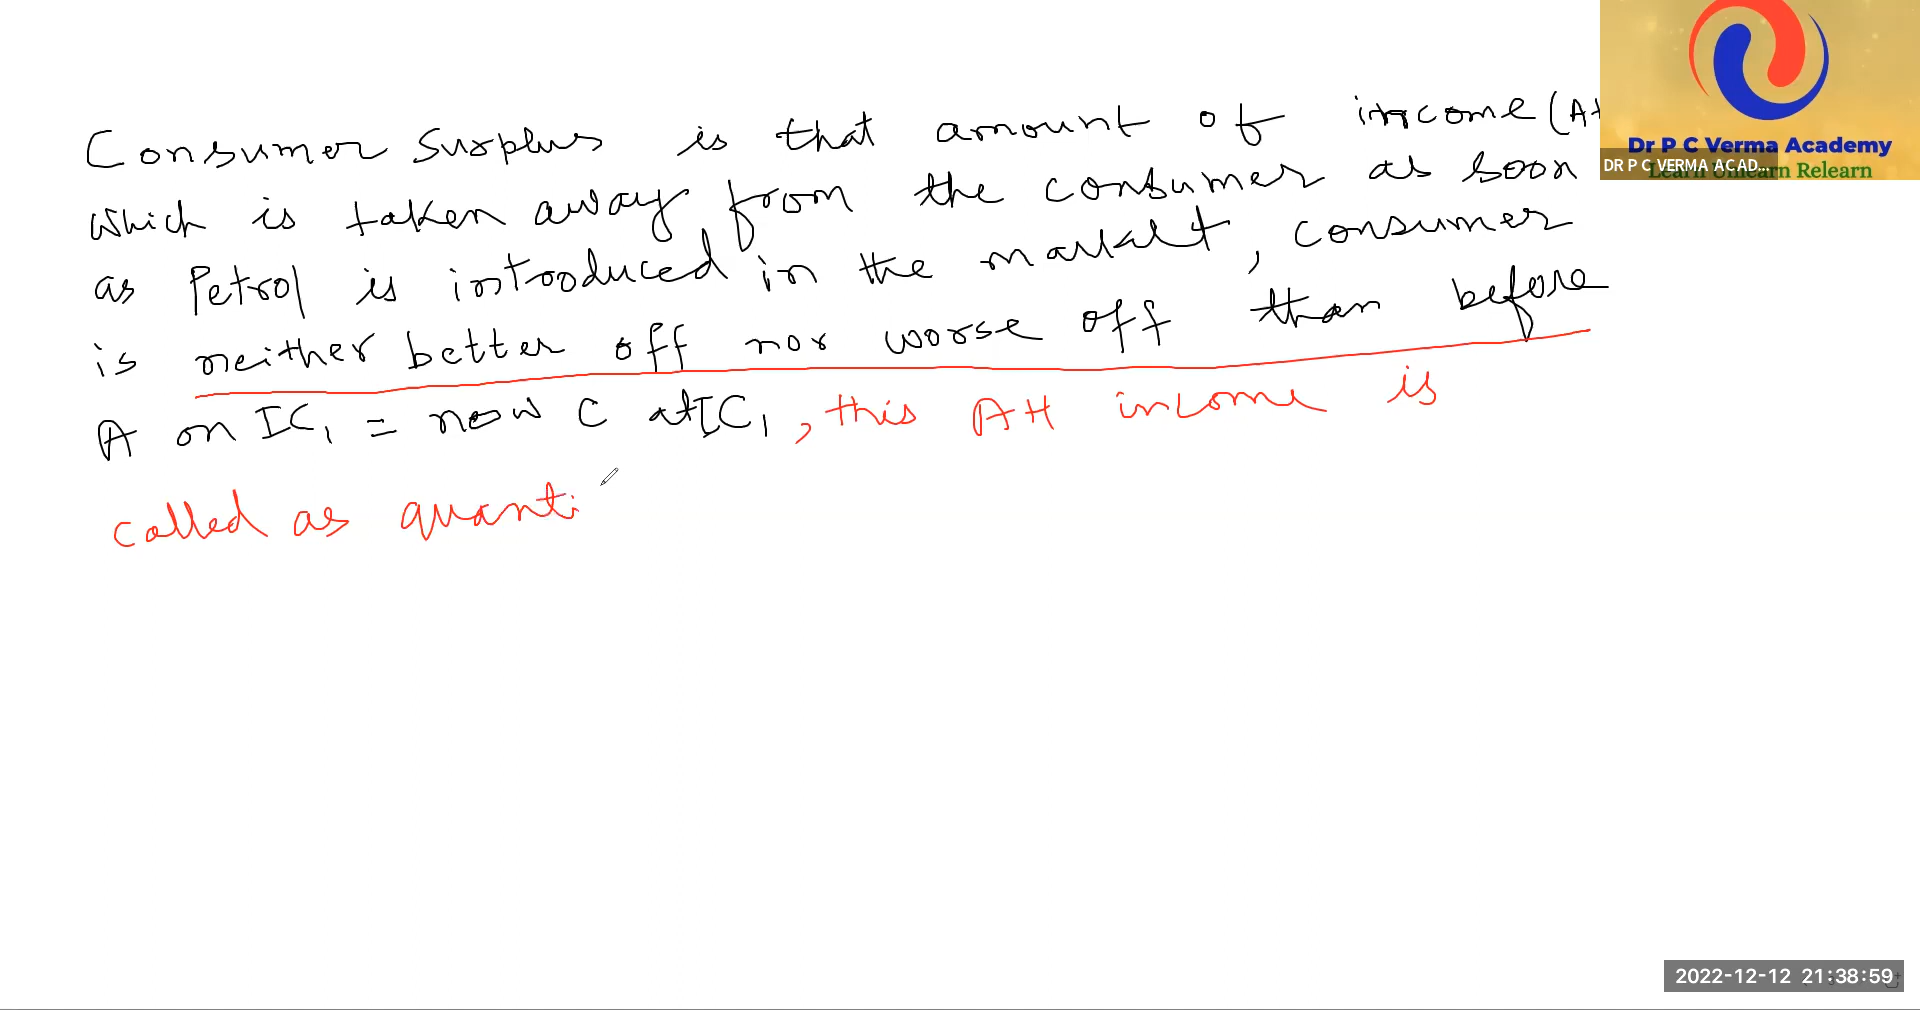 Consumer Surplus is that amount of income (AH
which is taken away from the consumer as soon
as Petrol is introduced in the market, consumer
is neither better off nor worse off than before
A on IC1 = now C at IC1, this AH income is
called as quanti
Dr P C Verma Academy
DR P C VERMA ACAD...
Learn Unlearn Relearn
2022-12-12 21:38:59